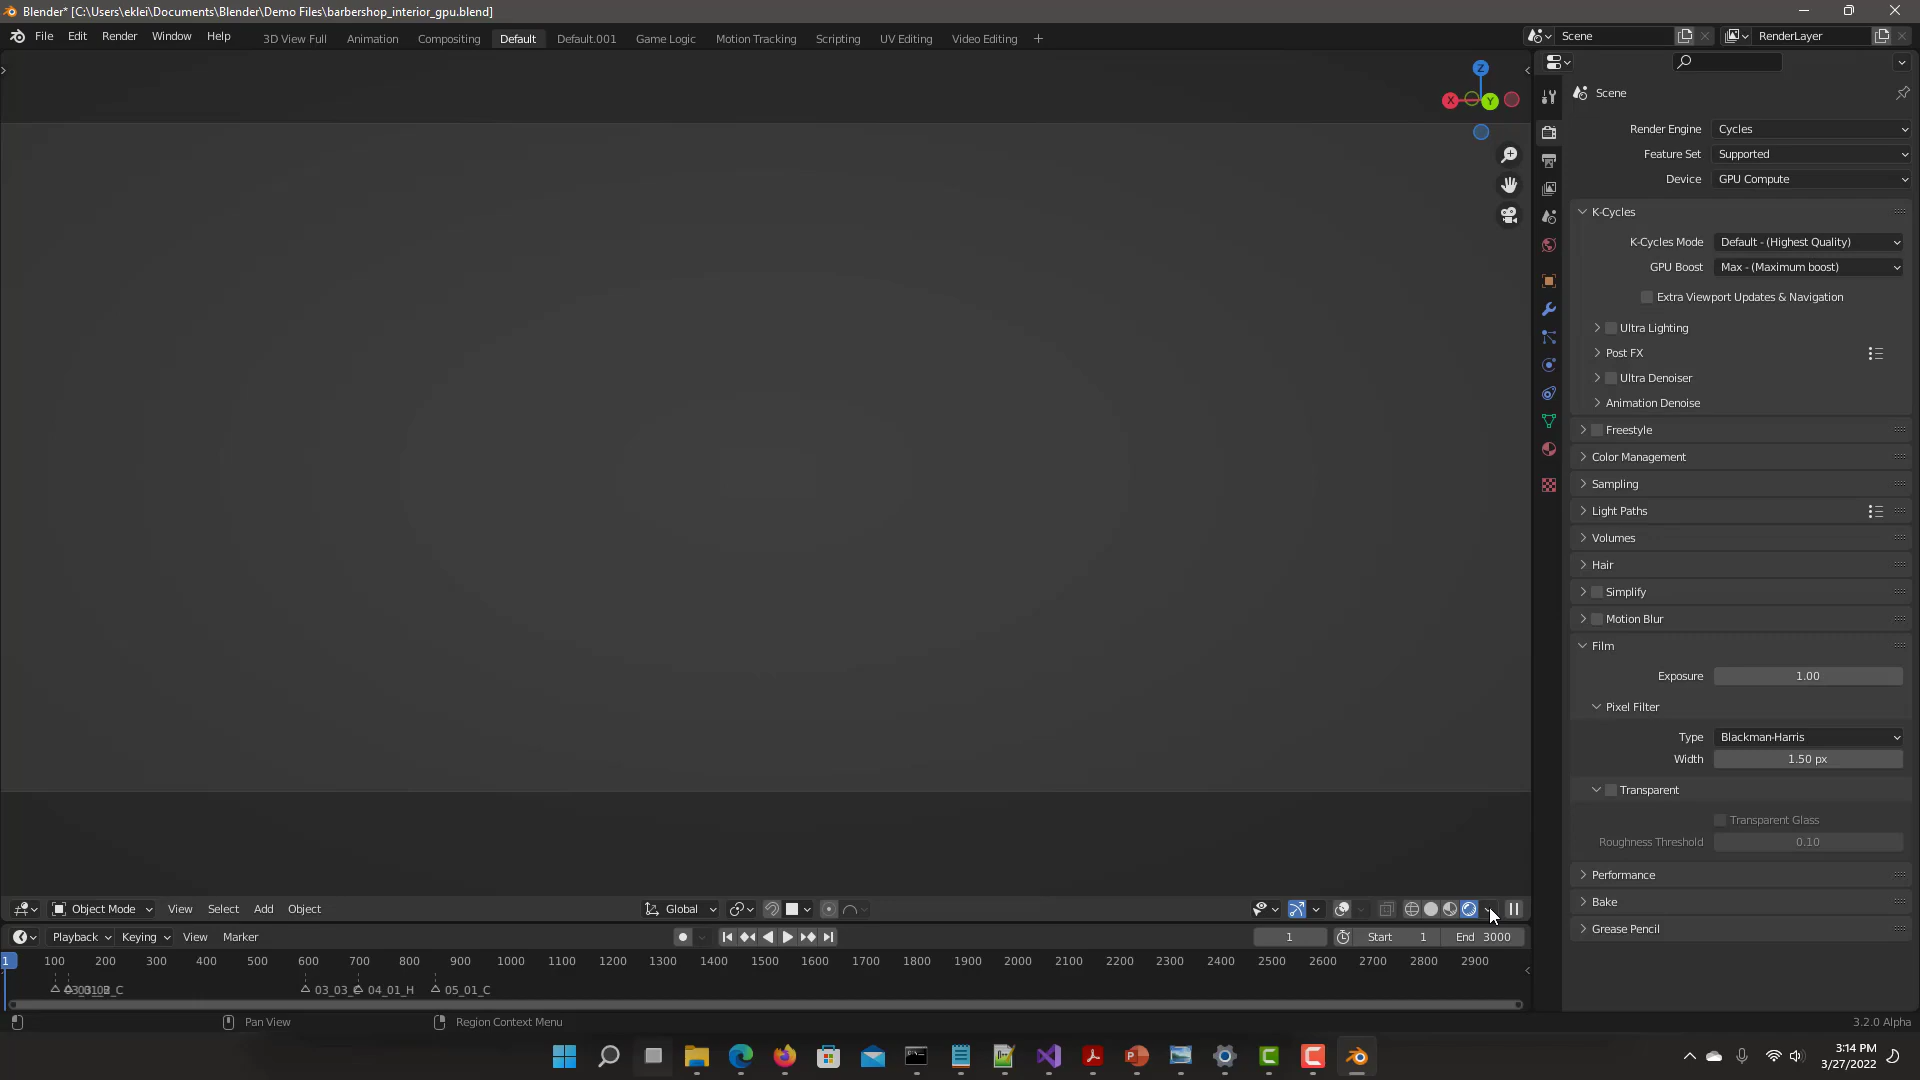 Blender* [C:\Users\eklei\Documents\Blender\Demo Files\barbershop_interior_gpu.blend]
File Edit Render Window Help 3D View Full Animation Compositing Default Default.001 Game Logic Motion Tracking Scripting UV Editing Video Editing + Scene RenderLayer
Z
X Y
Scene
Render Engine Cycles
Feature Set Supported
Device GPU Compute
K-Cycles
K-Cycles Mode Default - (Highest Quality)
GPU Boost Max - (Maximum boost)
Extra Viewport Updates & Navigation
Ultra Lighting
Post FX
Ultra Denoiser
Animation Denoise
Freestyle
Color Management
Sampling
Light Paths
Volumes
Hair
Simplify
Motion Blur
Film
Exposure 1.00
Pixel Filter
Type Blackman-Harris
Width 1.50 px
Transparent
Transparent Glass
Roughness Threshold 0.10
Performance
Bake
Grease Pencil
Object Mode View Select Add Object Global
Playback Keying View Marker 1 Start 1 End 3000
1 100 200 300 400 500 600 700 800 900 1000 1100 1200 1300 1400 1500 1600 1700 1800 1900 2000 2100 2200 2300 2400 2500 2600 2700 2800 2900
04_01_H 05_01_C
Pan View Region Context Menu 3.2.0 Alpha
3:14 PM
3/27/2022